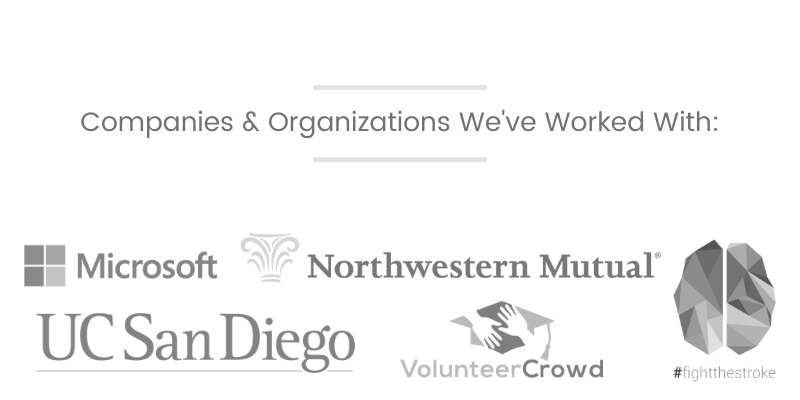 Companies & Organizations We've Worked With:
Microsoft
Northwestern Mutual®
UC San Diego
VolunteerCrowd
#fightthestroke